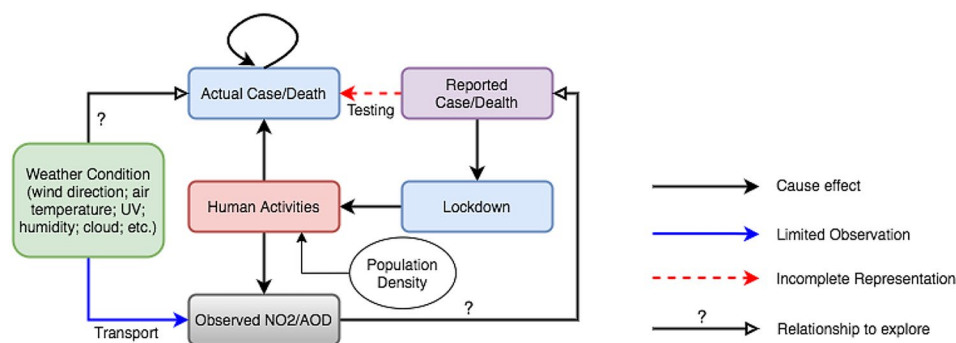 Actual Case/Death
Reported
Case/Dealth
Testing
?
Weather Condition
(wind direction; air
temperature; UV;
humidity; cloud; etc.)
Human Activities
Lockdown
Population
Density
Transport
Observed NO2/AOD
?
Cause effect
Limited Observation
Incomplete Representation
?
Relationship to explore